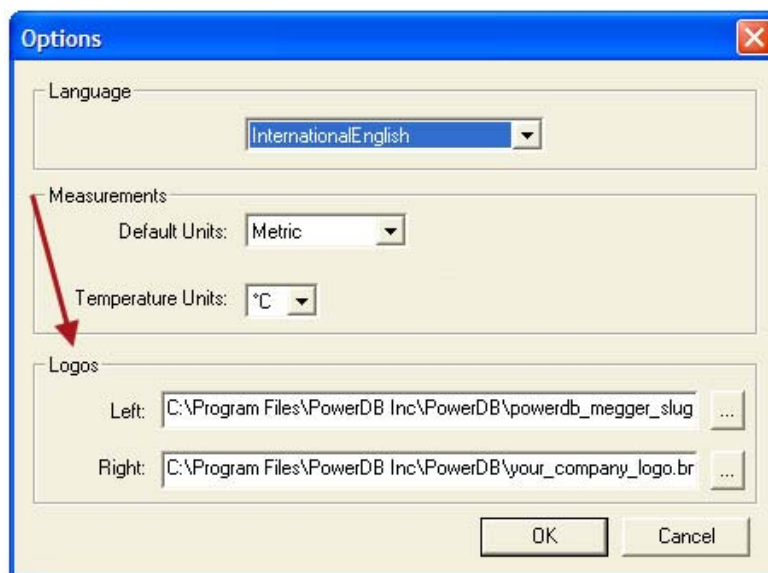 Options
Language
InternationalEnglish
Measurements
Default Units: Metric
Temperature Units: °C
Logos
Left: C:\Program Files\PowerDB Inc\PowerDB\powerdb_megger_slug ...
Right: C:\Program Files\PowerDB Inc\PowerDB\your_company_logo.br ...
OK Cancel